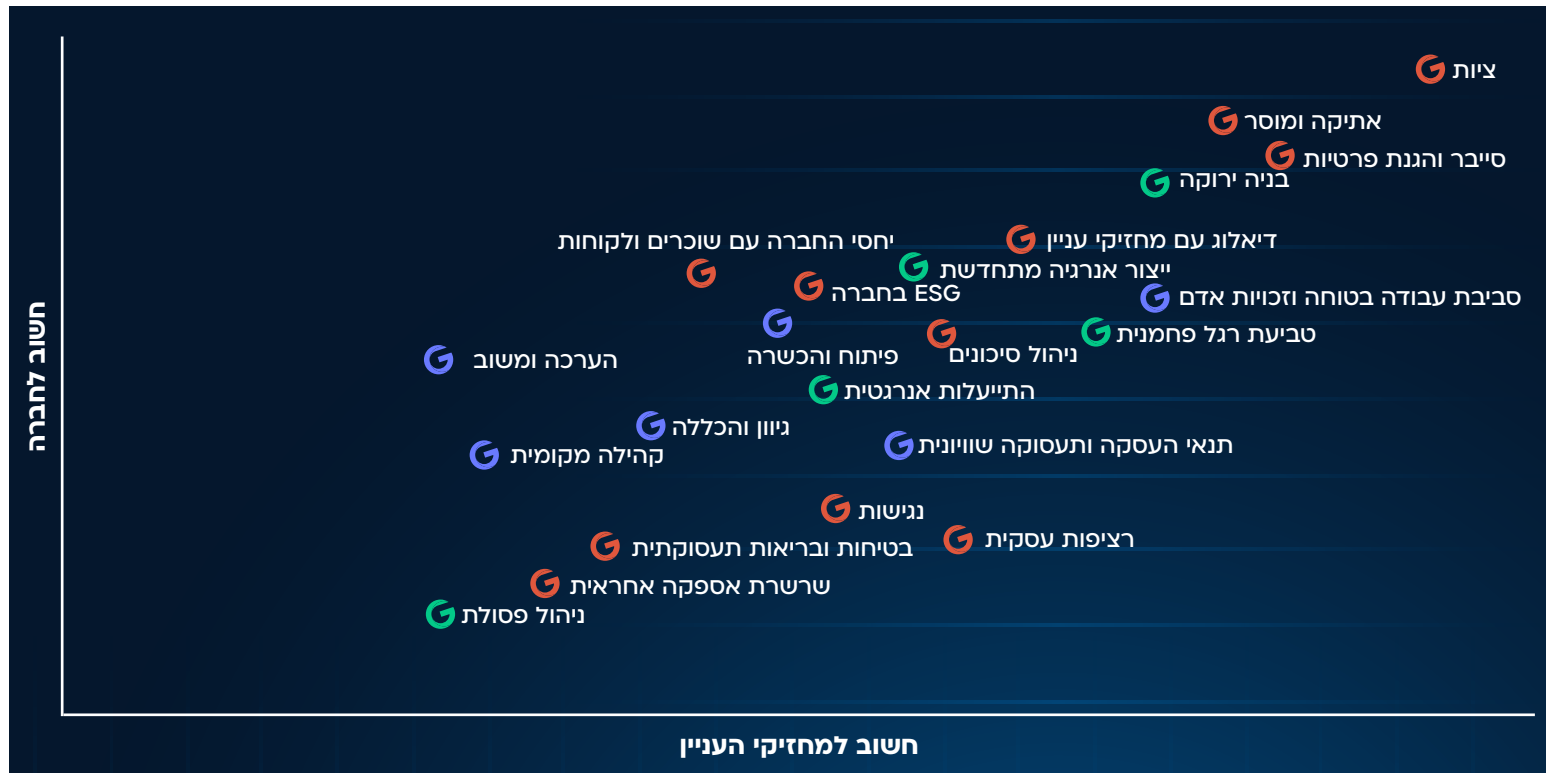 ציות
אתיקה ומוסר
סייבר והגנת פרטיות
בניה ירוקה
דיאלוג עם מחזיקי עניין
יחסי החברה עם שוכרים ולקוחות
ייצור אנרגיה מתחדשת
ESG בחברה
סביבת עבודה בטוחה וזכויות אדם
טביעת רגל פחמנית
ניהול סיכונים
פיתוח והכשרה
הערכה ומשוב
התייעלות אנרגטית
גיוון והכללה
תנאי העסקה ותעסוקה שוויונית
קהילה מקומית
נגישות
רציפות עסקית
בטיחות ובריאות תעסוקתית
שרשרת אספקה אחראית
ניהול פסולת
חשוב לחברה
חשוב למחזיקי העניין